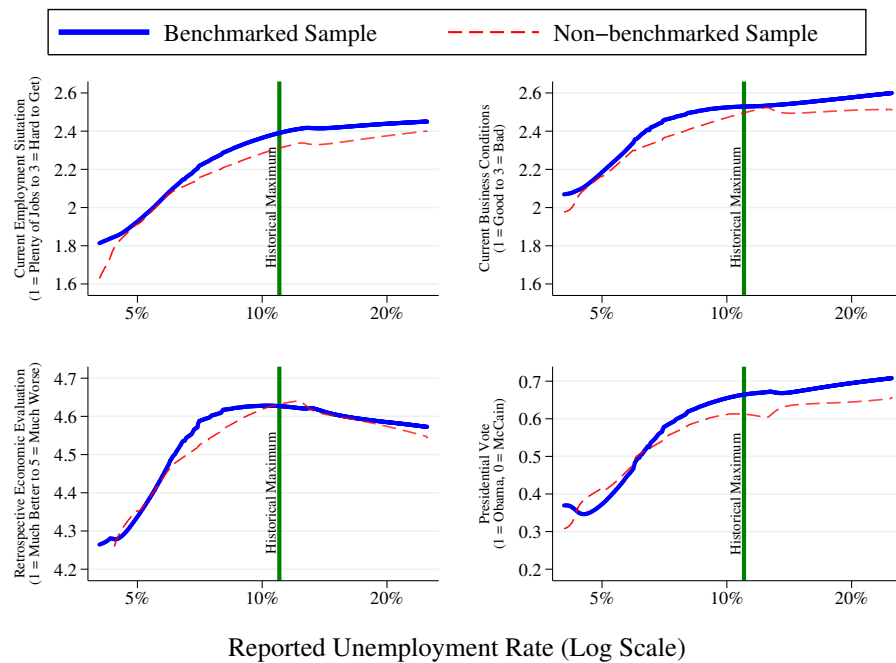 Benchmarked Sample
Non−benchmarked Sample
Current Employment Siutation
(1 = Plenty of Jobs to 3 = Hard to Get)
2.6
2.4
2.2
2
1.8
1.6
Historical Maximum
5%
10%
20%
Current Business Conditions
(1 = Good to 3 = Bad)
2.6
2.4
2.2
2
1.8
1.6
Historical Maximum
5%
10%
20%
Retrospective Economic Evaluation
(1 = Much Better to 5 = Much Worse)
4.7
4.6
4.5
4.4
4.3
4.2
Historical Maximum
5%
10%
20%
Presidential Vote
(1 = Obama, 0 = McCain)
0.7
0.6
0.5
0.4
0.3
0.2
Historical Maximum
5%
10%
20%
Reported Unemployment Rate (Log Scale)